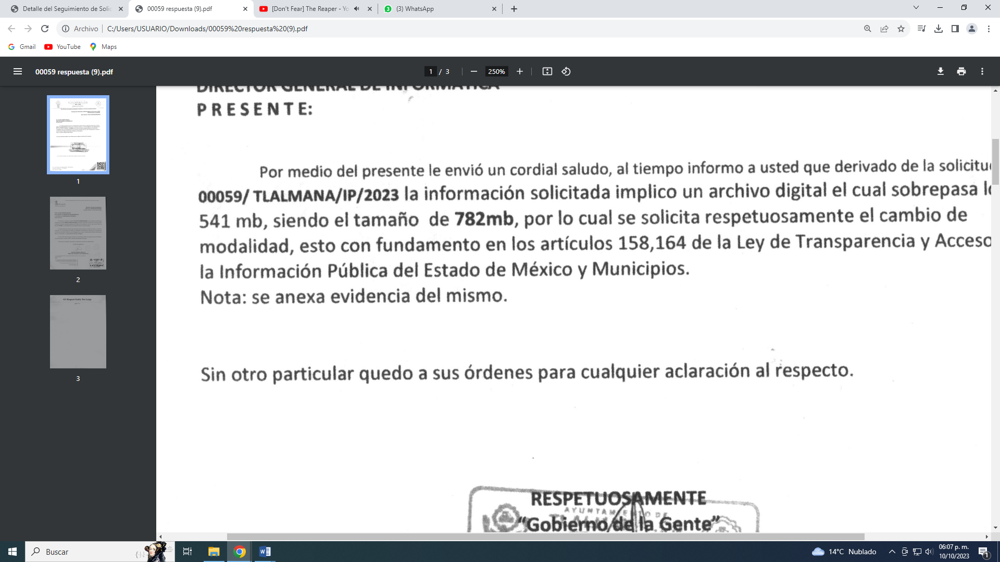 Detalle del Seguimiento de Solic
00059 respuesta (9).pdf
[Don't Fear] The Reaper - Yo
(3) WhatsApp
Archivo
C:/Users/USUARIO/Downloads/00059%20respuesta%20(9).pdf
Gmail
YouTube
Maps
00059 respuesta (9).pdf
1 / 3
250%
1
2
3
DIRECTOR GENERAL DE INFORMATICA
P R E S E N T E:
Por medio del presente le envió un cordial saludo, al tiempo informo a usted que derivado de la solicitu
00059/ TLALMANA/IP/2023 la información solicitada implico un archivo digital el cual sobrepasa lo
541 mb, siendo el tamaño de 782mb, por lo cual se solicita respetuosamente el cambio de
modalidad, esto con fundamento en los artículos 158,164 de la Ley de Transparencia y Acceso
la Información Pública del Estado de México y Municipios.
Nota: se anexa evidencia del mismo.
Sin otro particular quedo a sus órdenes para cualquier aclaración al respecto.
RESPETUOSAMENTE
AYUNTAMIENTO DE
"Gobierno de la Gente"
Buscar
14°C Nublado
06:07 p. m.
10/10/2023
1